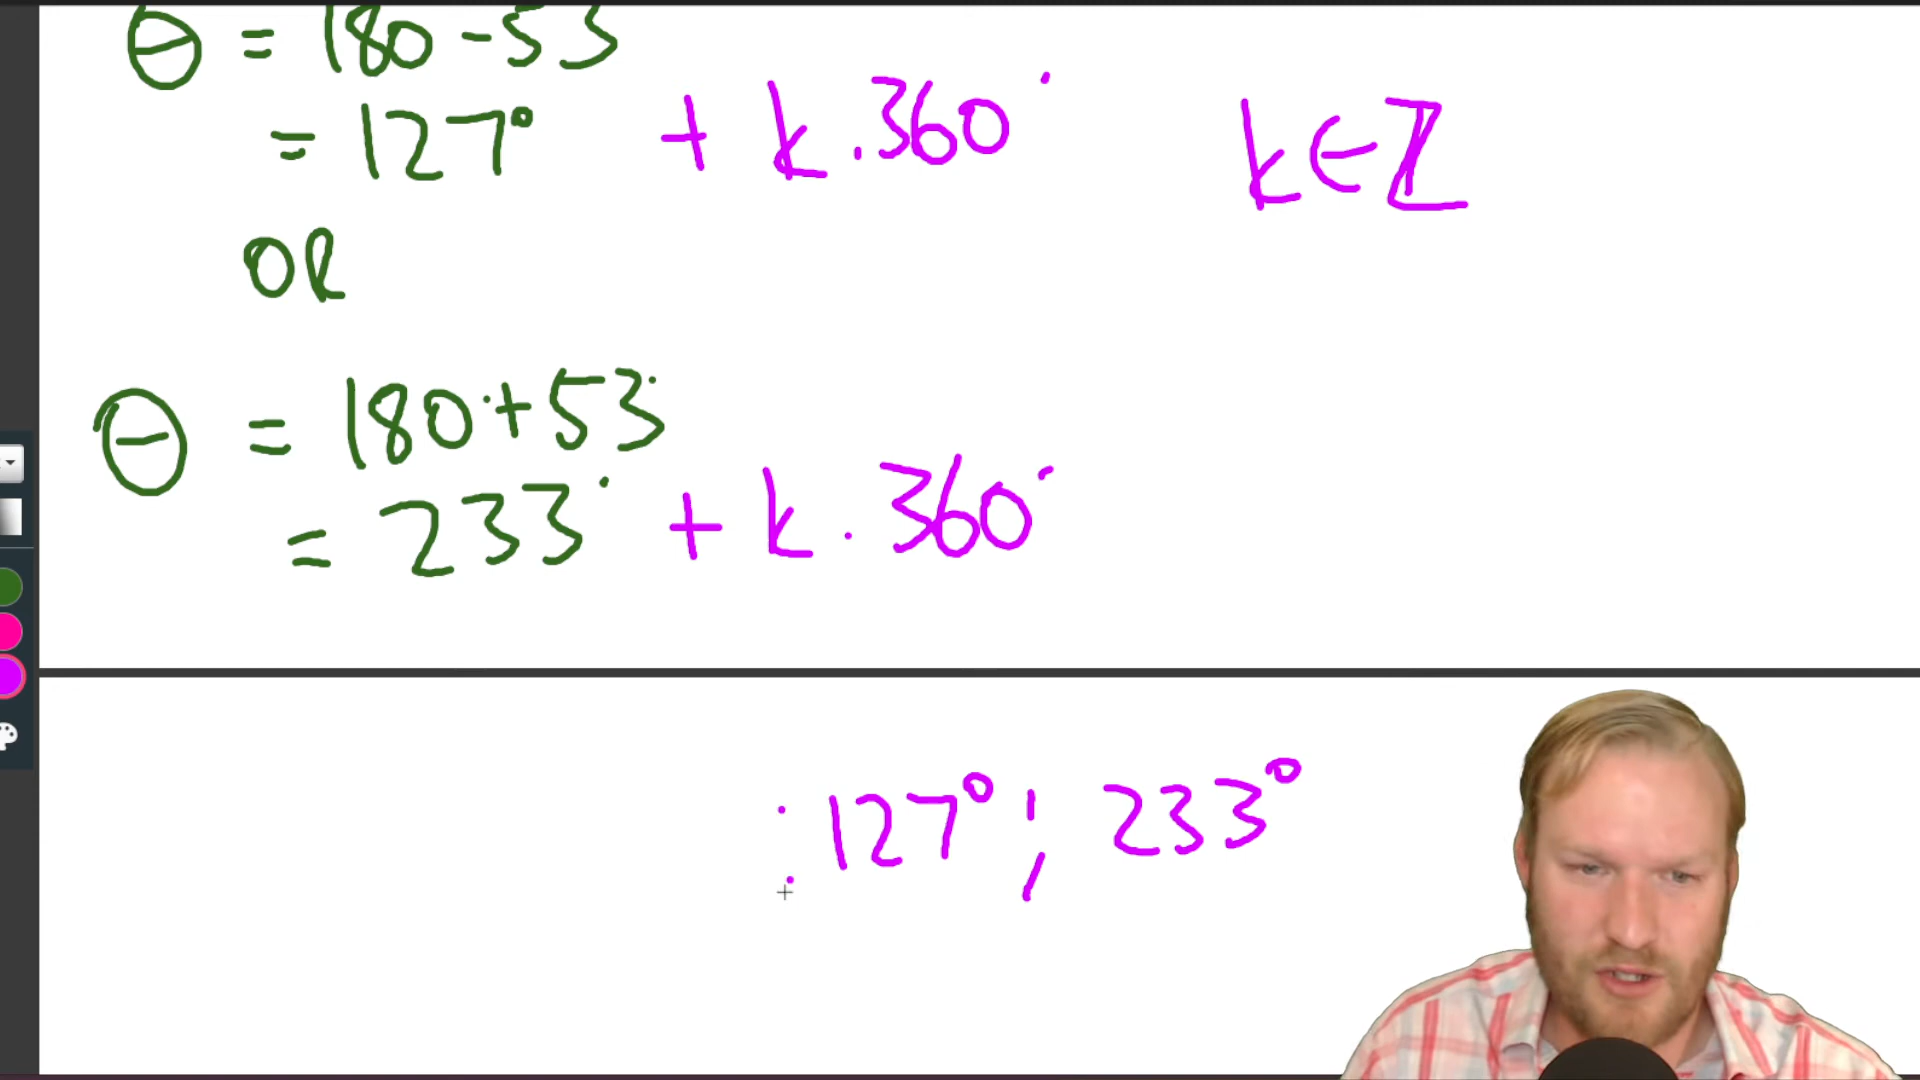 θ = 180 - 53
= 127° + k.360° k∈ℤ
OR
θ = 180° + 53°
= 233° + k.360°
; 127° ; 233°